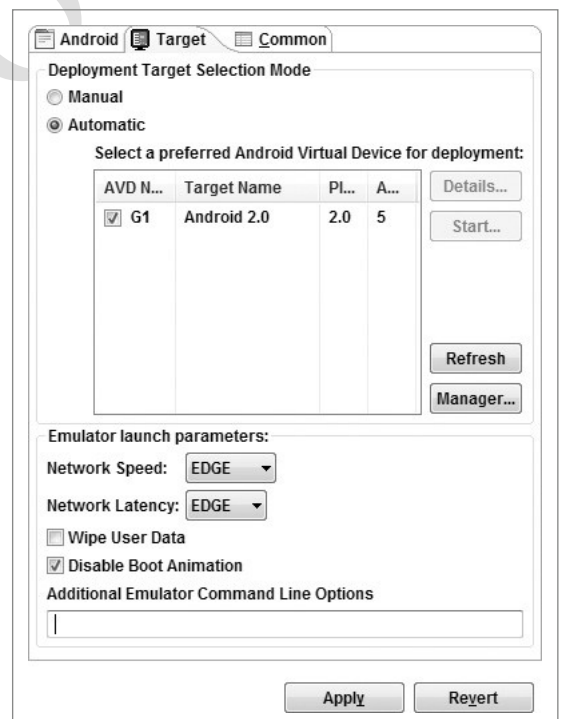 Android Target Common
Deployment Target Selection Mode
Manual
Automatic
Select a preferred Android Virtual Device for deployment:
AVD N... Target Name Pl... A... Details...
G1 Android 2.0 2.0 5 Start...
Refresh
Manager...
Emulator launch parameters:
Network Speed: EDGE
Network Latency: EDGE
Wipe User Data
Disable Boot Animation
Additional Emulator Command Line Options
Apply Revert